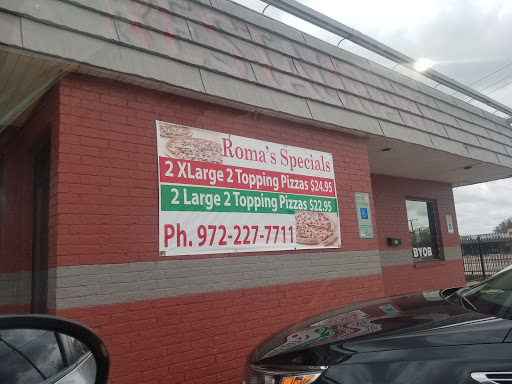 RESTAURANT
Roma's Specials
2 XLarge 2 Topping Pizzas $24.95
2 Large 2 Topping Pizzas $22.95
Ph. 972-227-7711
BYOB